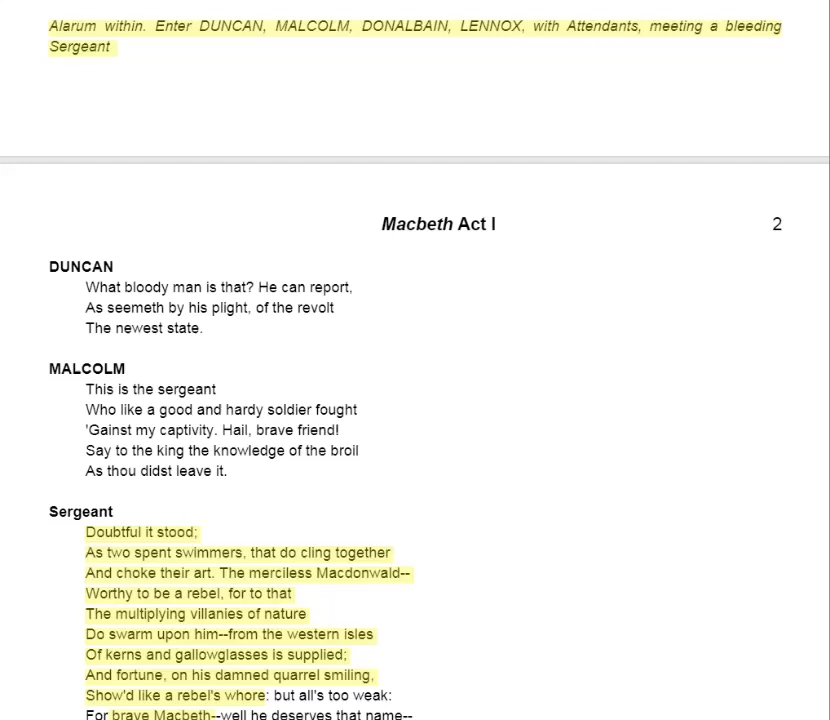 Alarum within. Enter DUNCAN, MALCOLM, DONALBAIN, LENNOX, with Attendants, meeting a bleeding
Sergeant
Macbeth Act I 2
DUNCAN
What bloody man is that? He can report,
As seemeth by his plight, of the revolt
The newest state.
MALCOLM
This is the sergeant
Who like a good and hardy soldier fought
'Gainst my captivity. Hail, brave friend!
Say to the king the knowledge of the broil
As thou didst leave it.
Sergeant
Doubtful it stood;
As two spent swimmers, that do cling together
And choke their art. The merciless Macdonwald--
Worthy to be a rebel, for to that
The multiplying villanies of nature
Do swarm upon him--from the western isles
Of kerns and gallowglasses is supplied;
And fortune, on his damned quarrel smiling,
Show'd like a rebel's whore: but all's too weak:
For brave Macbeth--well he deserves that name--